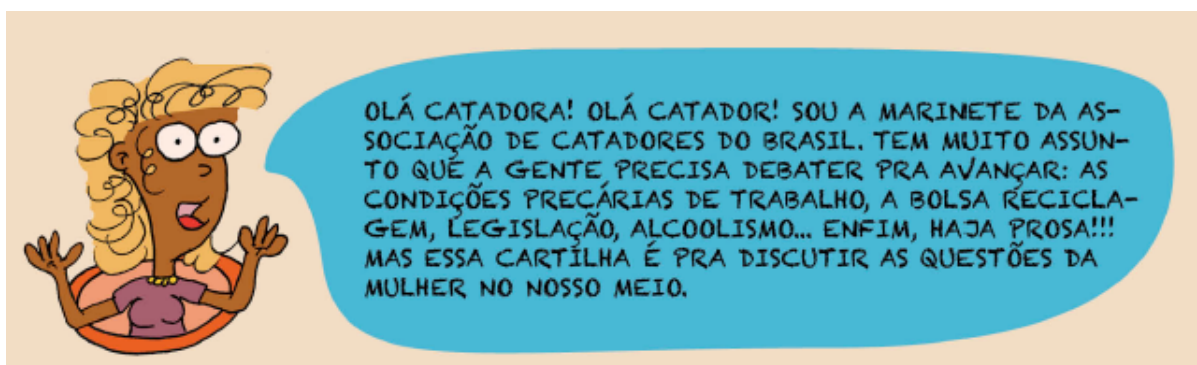 OLÁ CATADORA! OLÁ CATADOR! SOU A MARINETE DA AS-
SOCIAÇÃO DE CATADORES DO BRASIL. TEM MUITO ASSUN-
TO QUE A GENTE PRECISA DEBATER PRA AVANÇAR: AS
CONDIÇÕES PRECÁRIAS DE TRABALHO, A BOLSA RECICLA-
GEM, LEGISLAÇÃO, ALCOOLISMO... ENFIM, HAJA PROSA!!!
MAS ESSA CARTILHA É PRA DISCUTIR AS QUESTÕES DA
MULHER NO NOSSO MEIO.